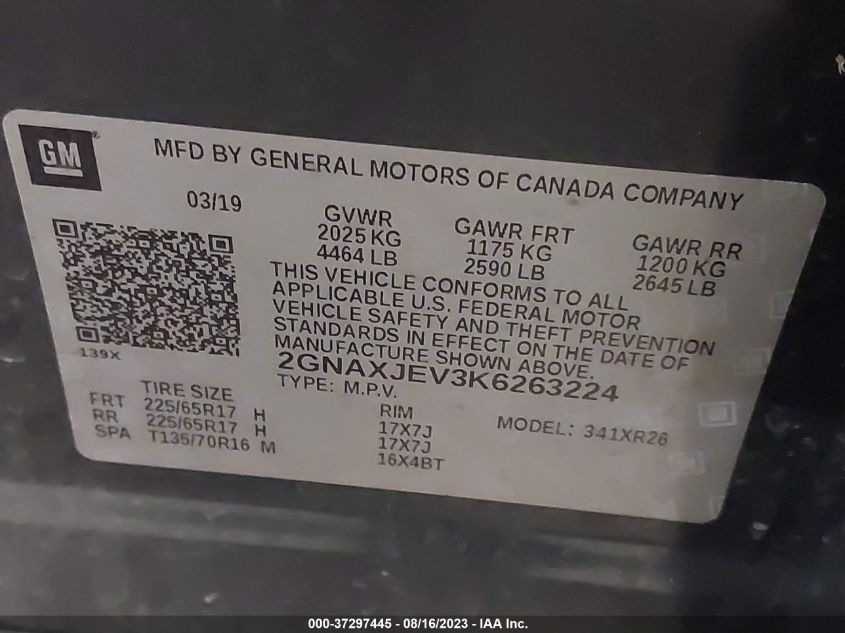 GM
MFD BY GENERAL MOTORS OF CANADA COMPANY
03/19
GVWR
2025 KG
4464 LB
GAWR FRT
1175 KG
2590 LB
GAWR RR
1200 KG
2645 LB
THIS VEHICLE CONFORMS TO ALL
APPLICABLE U.S. FEDERAL MOTOR
VEHICLE SAFETY AND THEFT PREVENTION
STANDARDS IN EFFECT ON THE DATE OF
MANUFACTURE SHOWN ABOVE.
139X
2GNAXJEV3K6263224
TYPE: M.P.V.
MODEL: 341XR26
TIRE SIZE RIM
FRT 225/65R17 H 17X7J
RR 225/65R17 H 17X7J
SPA T135/70R16 M 16X4BT
000-37297445 - 08/16/2023 - IAA Inc.